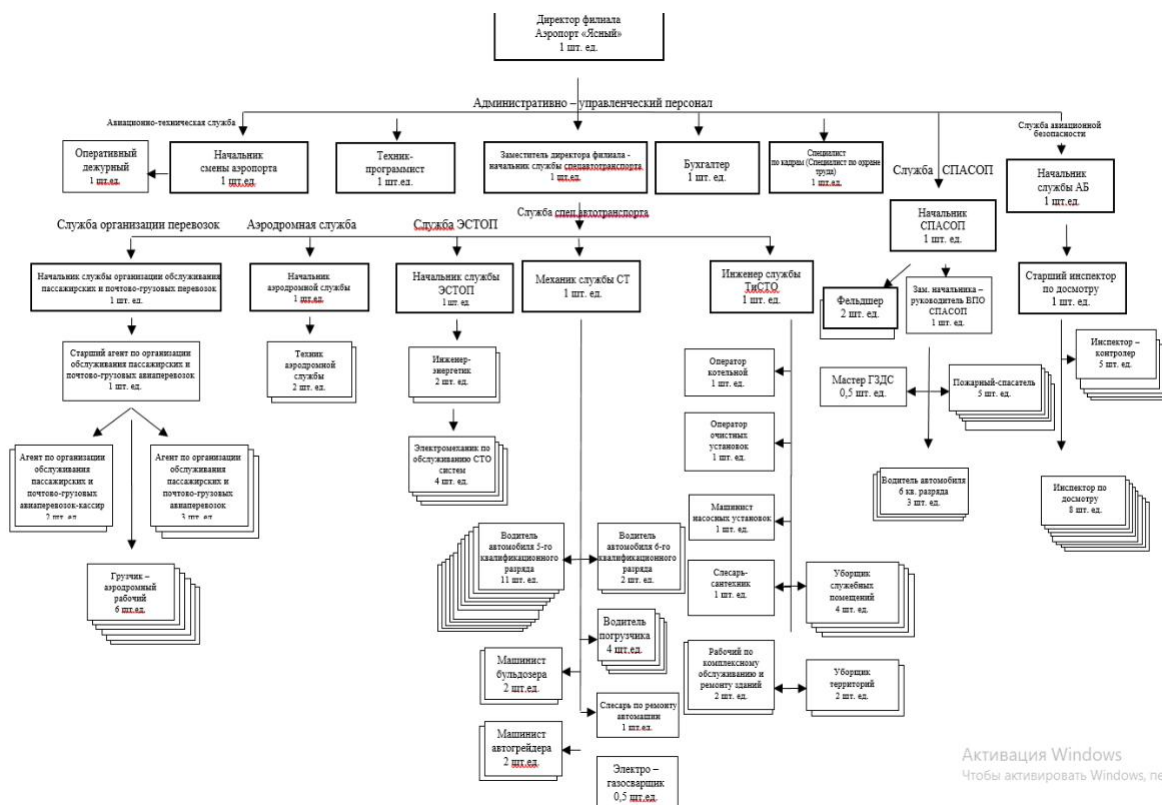 Директор филиала
Аэропорт «Ясный»
1 шт. ед.
Административно – управленческий персонал
Авиационно-техническая служба
Служба авиационной
безопасности
Оперативный
дежурный
1 шт.ед.
Начальник
смены аэропорта
1 шт.ед.
Техник-
программист
1 шт.ед.
Заместитель директора филиала -
начальник службы спецавтотранспорта
1 шт.ед.
Бухгалтер
1 шт. ед.
Специалист
по кадрам (Специалист по охране
труда)
1 шт.ед.
Служба СПАСОП
Начальник
службы АБ
1 шт.ед.
Служба организации перевозок
Аэродромная служба
Служба ЭСТОП
Служба спец.автотранспорта
Начальник
СПАСОП
1 шт. ед.
Начальник службы организации обслуживания
пассажирских и почтово-грузовых перевозок
1 шт. ед.
Начальник
аэродромной службы
1 шт.ед.
Начальник службы
ЭСТОП
1 шт.ед.
Механик службы СТ
1 шт. ед.
Инженер службы
ТиСТО
1 шт. ед.
Фельдшер
2 шт. ед.
Зам. начальника –
руководитель ВПО
СПАСОП
1 шт. ед.
Старший инспектор
по досмотру
1 шт. ед.
Старший агент по организации
обслуживания пассажирских и
почтово-грузовых авиаперевозок
1 шт. ед.
Техник
аэродромной
службы
2 шт. ед.
Инженер-
энергетик
2 шт. ед.
Оператор
котельной
1 шт. ед.
Мастер ГЗДС
0,5 шт. ед.
Пожарный-спасатель
5 шт. ед.
Инспектор –
контролер
5 шт. ед.
Агент по организации
обслуживания
пассажирских и
почтово-грузовых
авиаперевозок-кассир
2 шт. ед
Агент по организации
обслуживания
пассажирских и
почтово-грузовых
авиаперевозок
3 шт. ед
Электромеханик по
обслуживанию СТО
систем
4 шт. ед.
Оператор
очистных
установок
1 шт. ед.
Водитель автомобиля
6 кв. разряда
3 шт. ед.
Инспектор по
досмотру
8 шт. ед.
Машинист
насосных установок
1 шт. ед.
Водитель
автомобиля 5-го
квалификационного
разряда
11 шт. ед.
Водитель
автомобиля 6-го
квалификационного
разряда
2 шт. ед.
Слесарь-
сантехник
1 шт. ед.
Уборщик
служебных
помещений
4 шт. ед.
Грузчик –
аэродромный
рабочий
6 шт.ед.
Водитель
погрузчика
4 шт.ед.
Машинист
бульдозера
2 шт.ед.
Рабочий по
комплексному
обслуживанию и
ремонту зданий
2 шт. ед.
Уборщик
территорий
2 шт. ед.
Слесарь по ремонту
автомашин
1 шт.ед.
Машинист
автогрейдера
2 шт.ед.
Электро –
газосварщик
0,5 шт.ед.
Активация Windows
Чтобы активировать Windows, пе